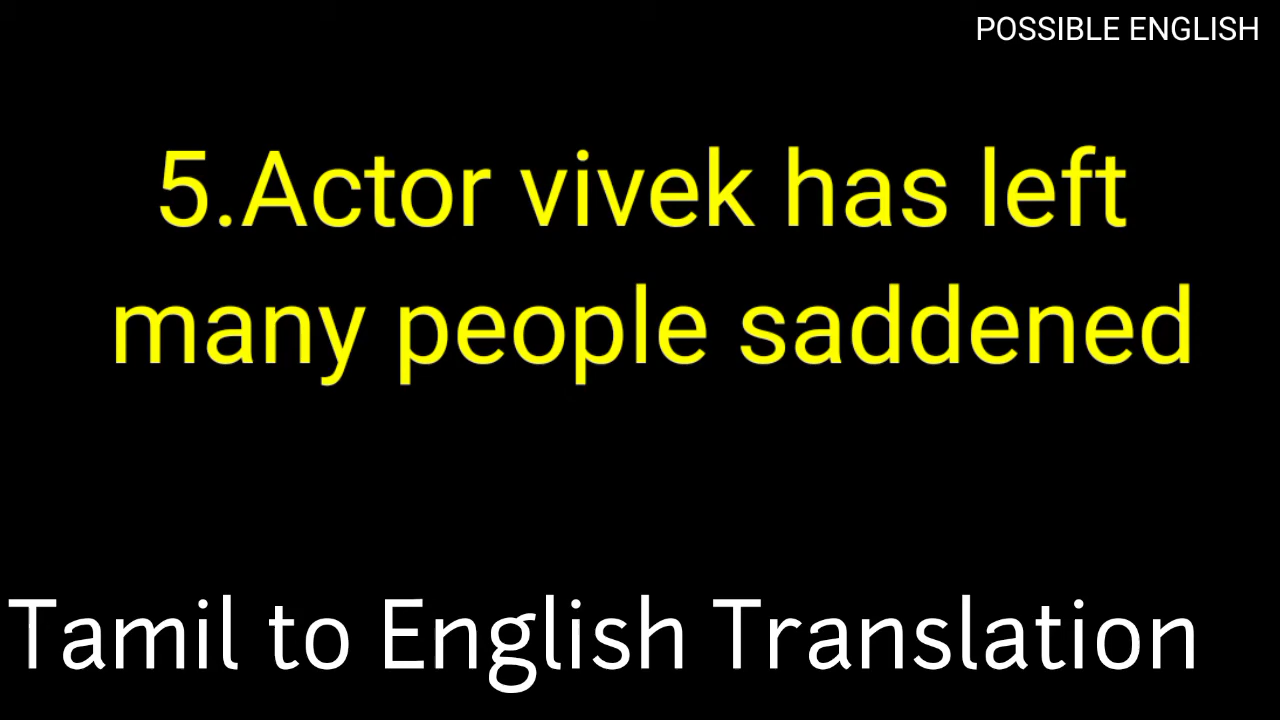 POSSIBLE ENGLISH
5.Actor vivek has left
many people saddened
Tamil to English Translation